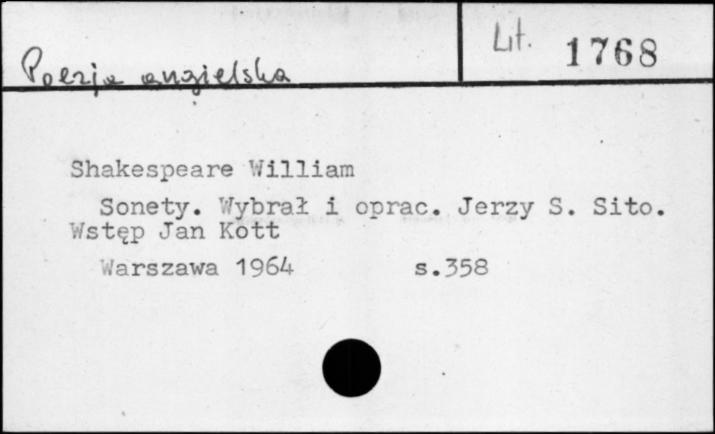 Poezja angielska
Lit. 1768
Shakespeare William
Sonety. Wybrał i oprac. Jerzy S. Sito.
Wstęp Jan Kott
Warszawa 1964 s.358